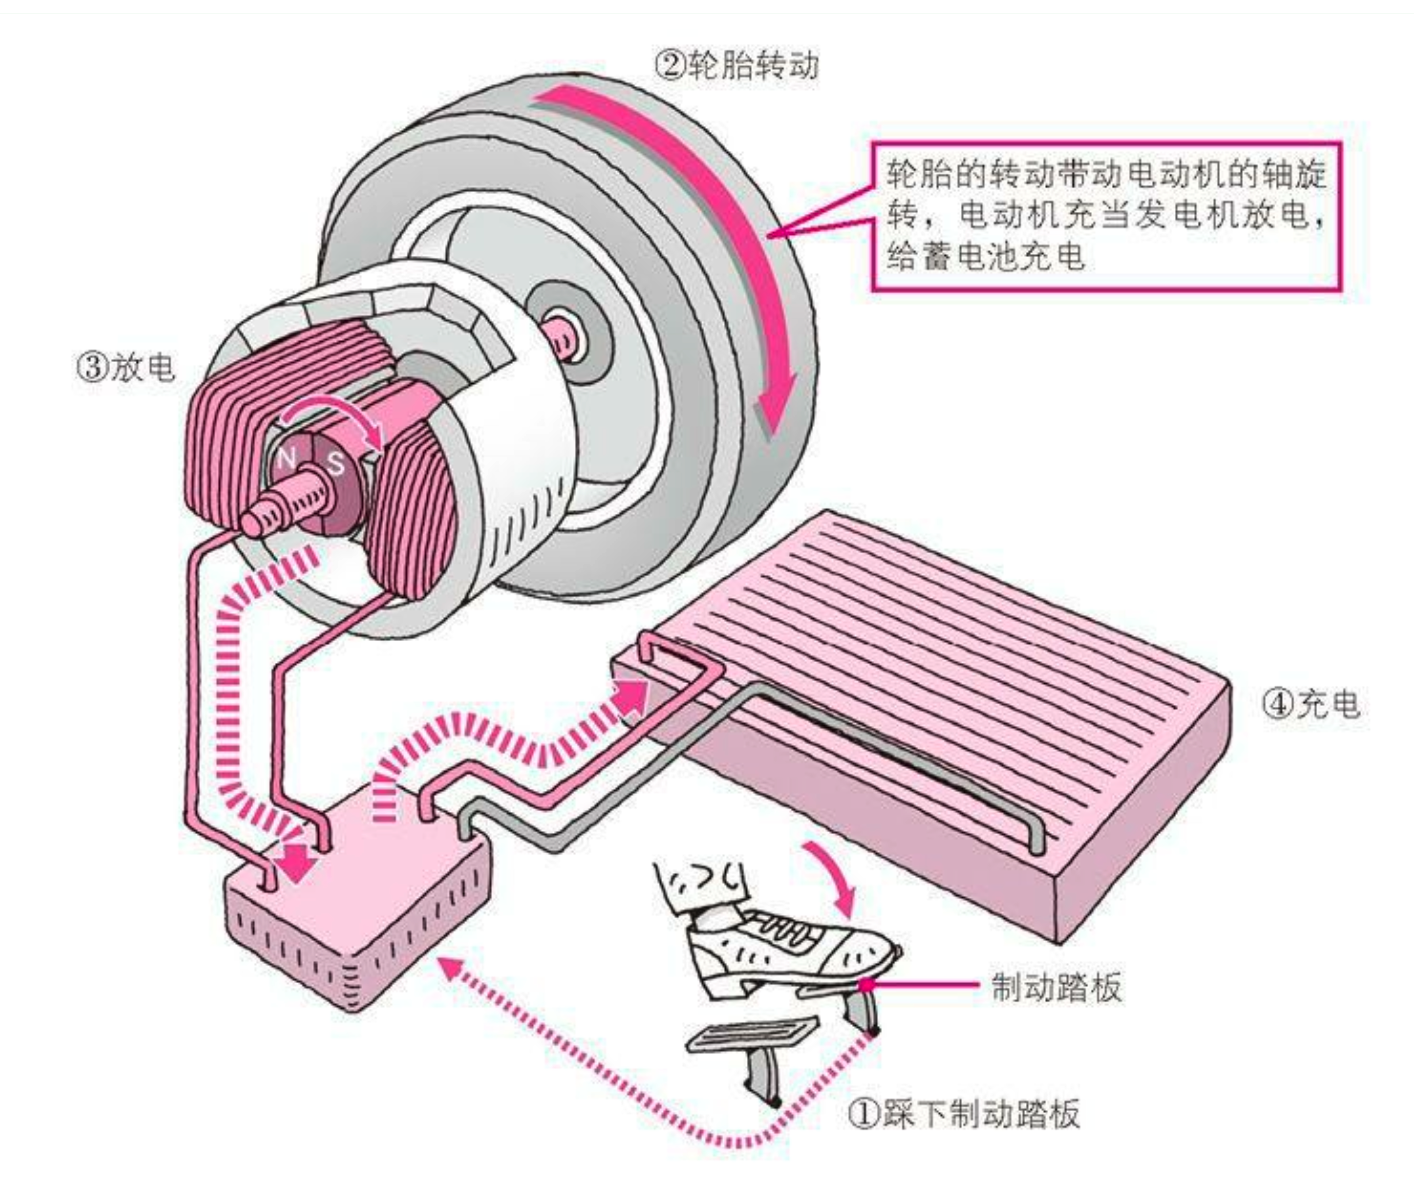 ②轮胎转动
轮胎的转动带动电动机的轴旋
转，电动机充当发电机放电，
给蓄电池充电
③放电
N S
④充电
制动踏板
①踩下制动踏板